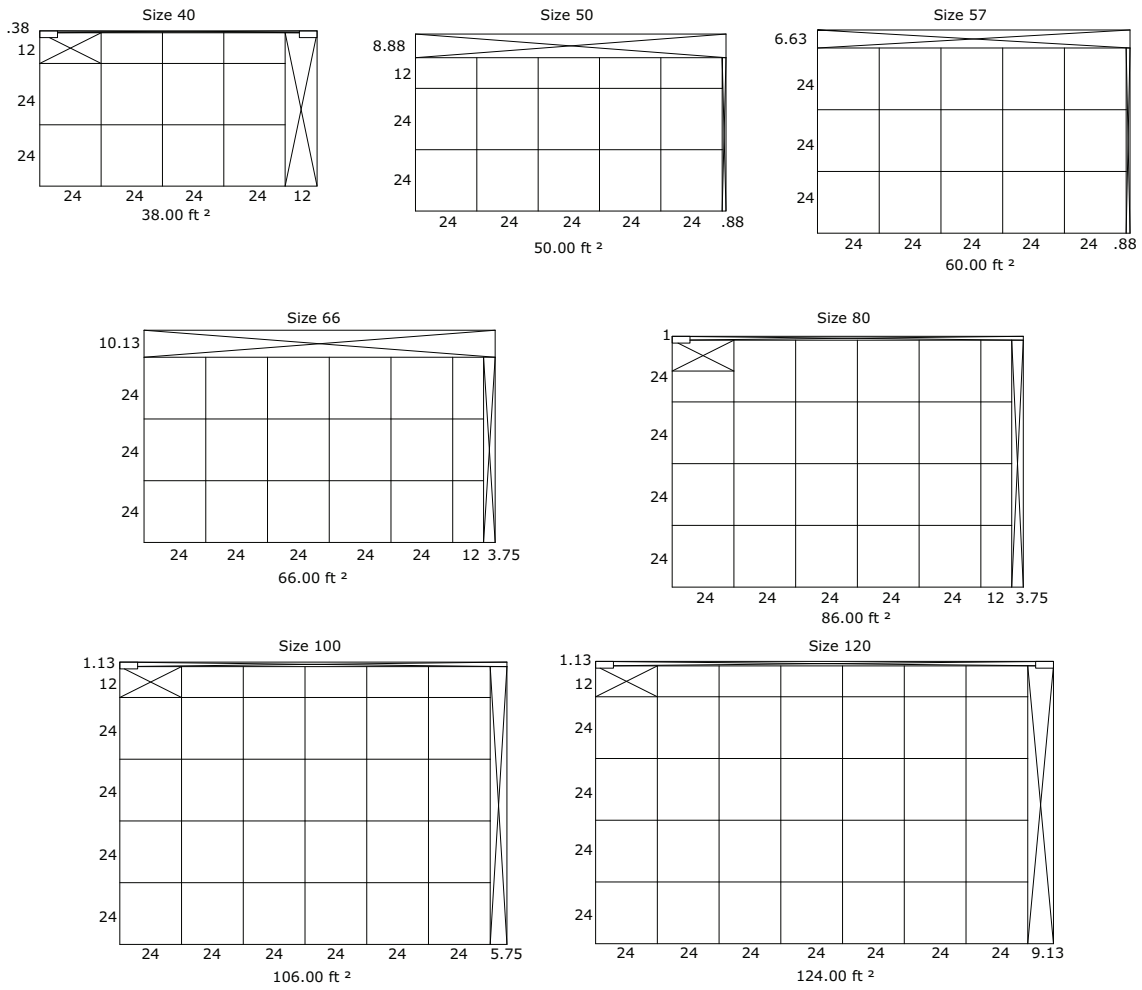 Size 40
.38
12
24
24
24 24 24 24 12
38.00 ft ²
Size 50
8.88
12
24
24
24 24 24 24 24 .88
50.00 ft ²
Size 57
6.63
24
24
24
24 24 24 24 24 .88
60.00 ft ²
Size 66
10.13
24
24
24
24 24 24 24 24 12 3.75
66.00 ft ²
Size 80
1
24
24
24
24
24 24 24 24 24 12 3.75
86.00 ft ²
Size 100
1.13
12
24
24
24
24
24 24 24 24 24 24 5.75
106.00 ft ²
Size 120
1.13
12
24
24
24
24
24 24 24 24 24 24 24 9.13
124.00 ft ²